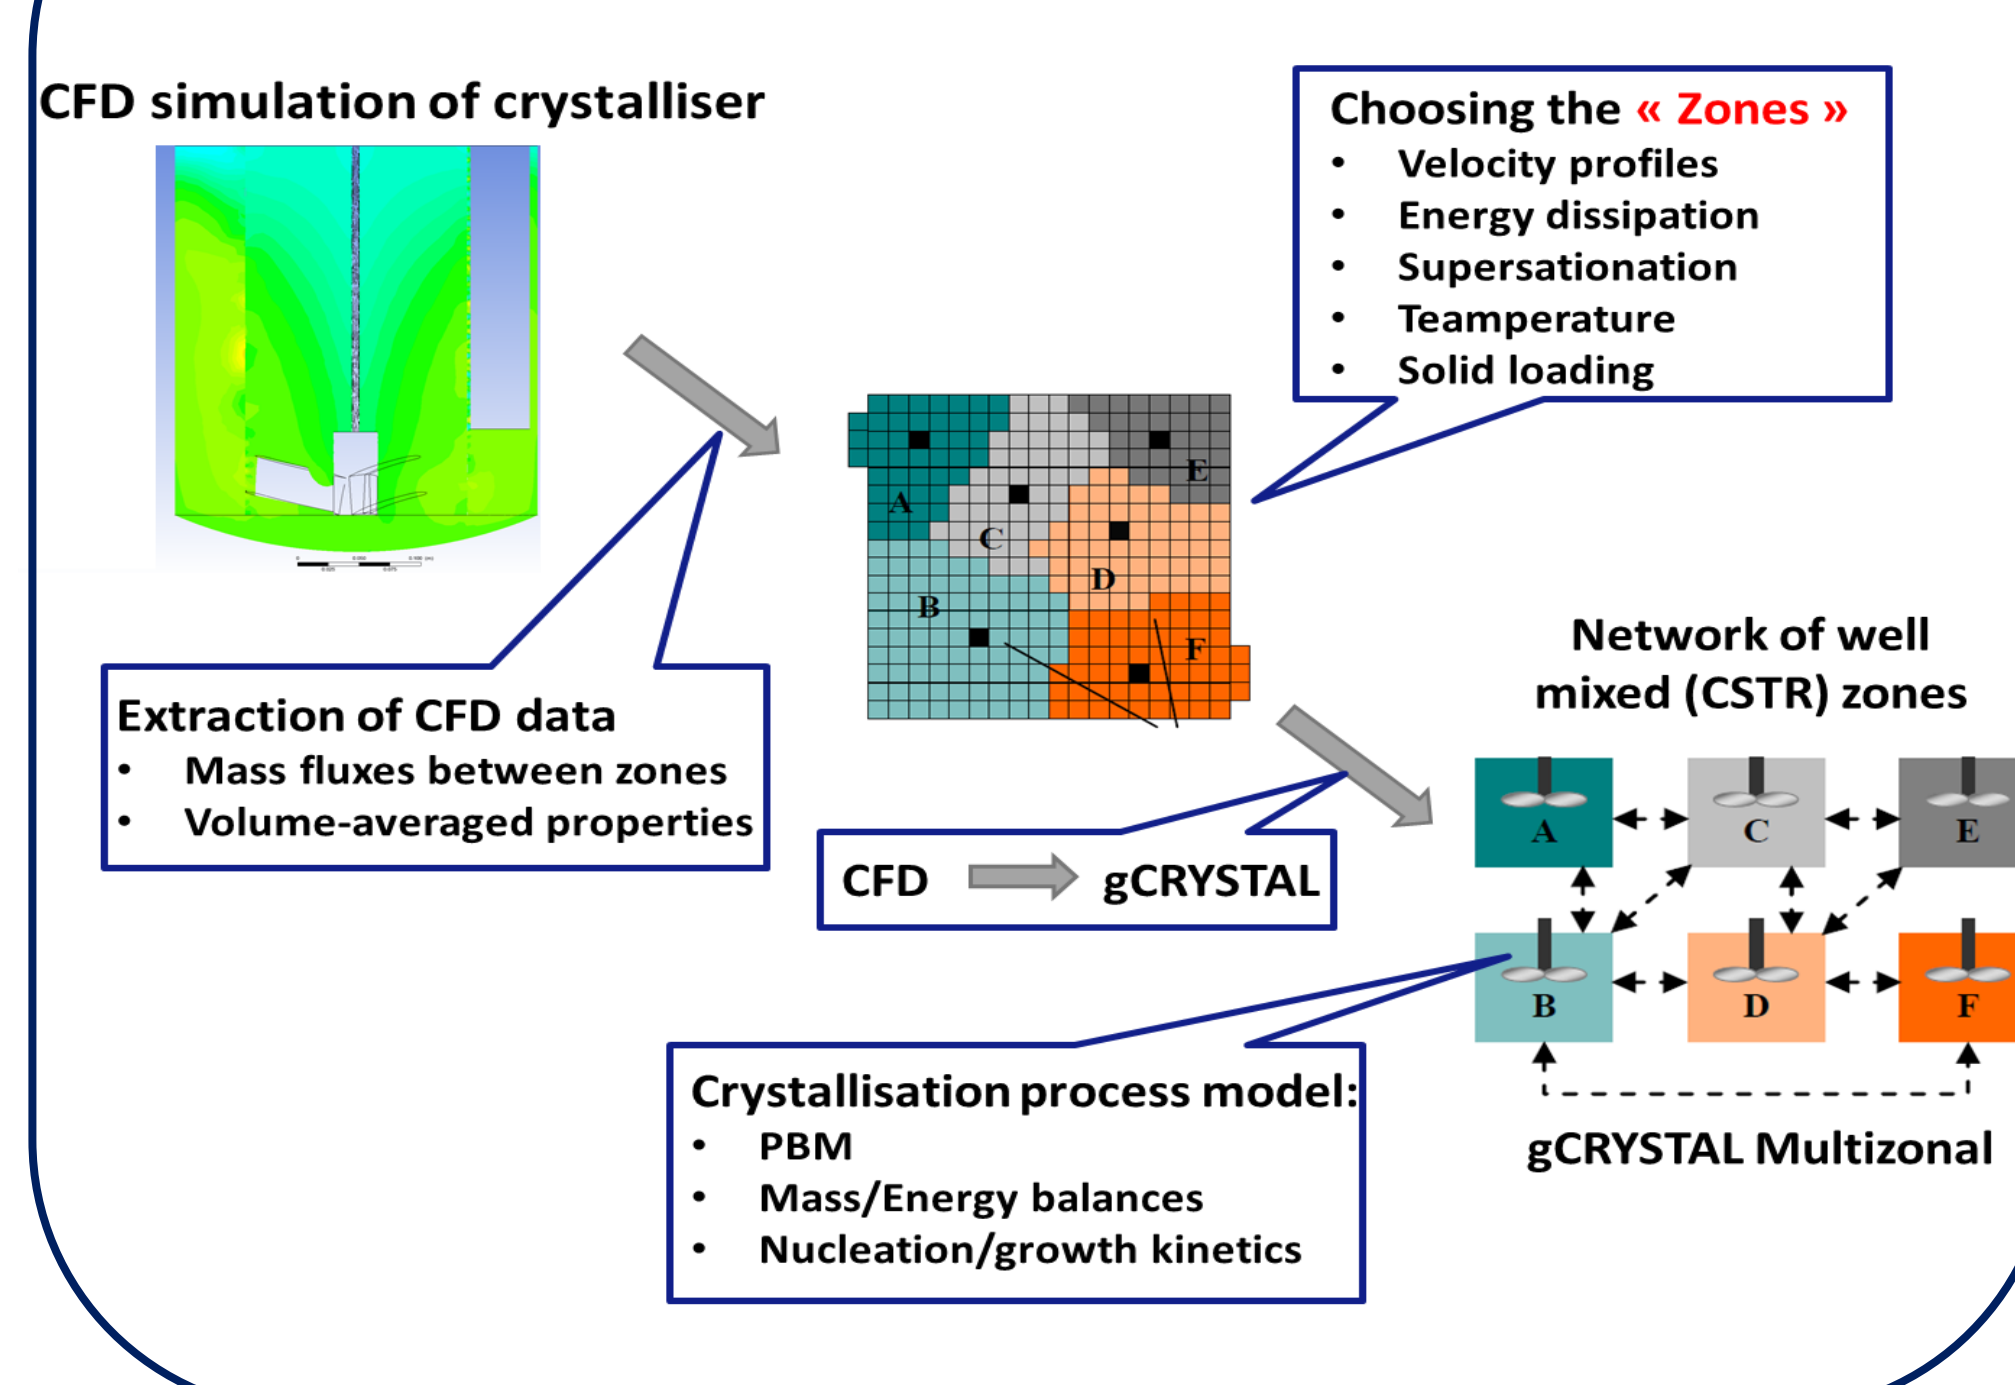 CFD simulation of crystalliser
Choosing the « Zones »
• Velocity profiles
• Energy dissipation
• Supersationation
• Teamperature
• Solid loading
A
B
C
D
E
F
Extraction of CFD data
• Mass fluxes between zones
• Volume-averaged properties
CFD gCRYSTAL
Network of well
mixed (CSTR) zones
A C E
B D F
gCRYSTAL Multizonal
Crystallisation process model:
• PBM
• Mass/Energy balances
• Nucleation/growth kinetics